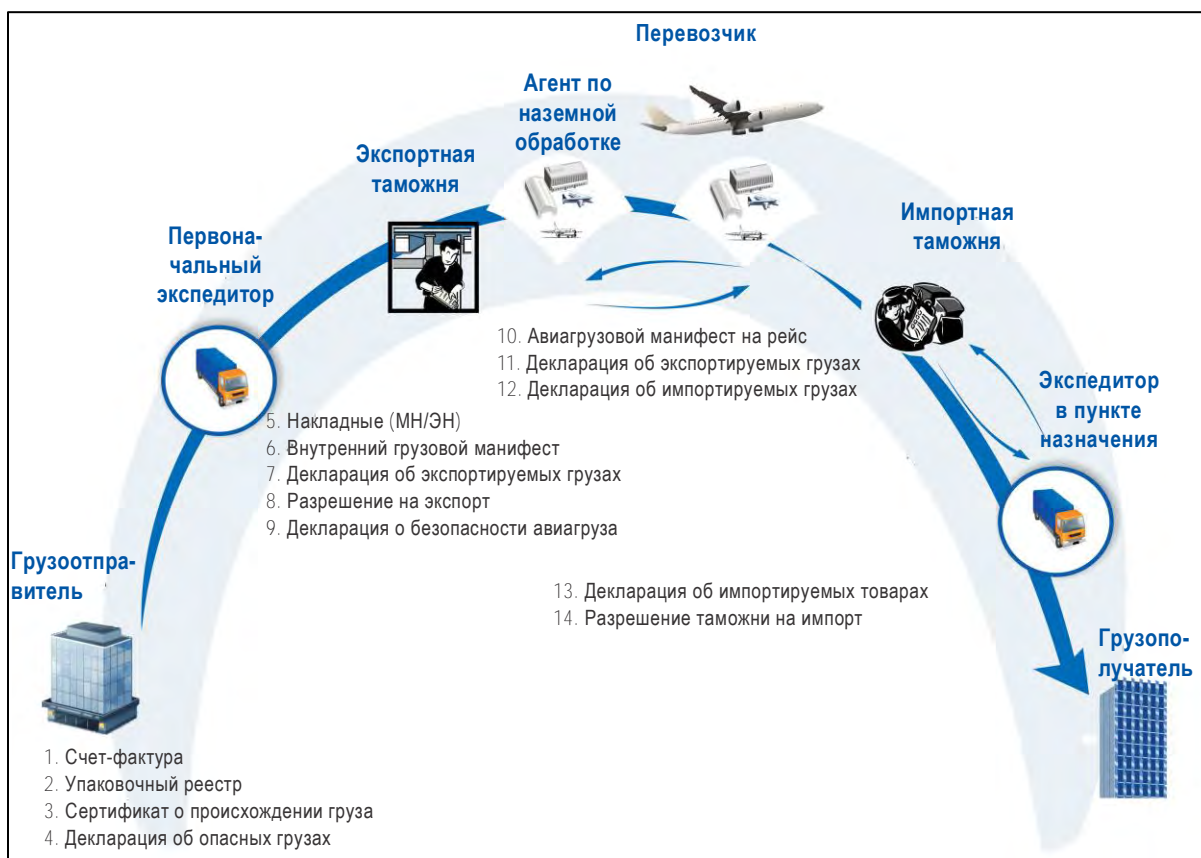 Перевозчик
Агент по
наземной
обработке
Экспортная
таможня
Импортная
таможня
Первона-
чальный
экспедитор
10. Авиагрузовой манифест на рейс
11. Декларация об экспортируемых грузах
12. Декларация об импортируемых грузах
Экспедитор
в пункте
назначения
5. Накладные (МН/ЭН)
6. Внутренний грузовой манифест
7. Декларация об экспортируемых грузах
8. Разрешение на экспорт
9. Декларация о безопасности авиагруза
Грузоотпра-
витель
13. Декларация об импортируемых товарах
14. Разрешение таможни на импорт
Грузопо-
лучатель
1. Счет-фактура
2. Упаковочный реестр
3. Сертификат о происхождении груза
4. Декларация об опасных грузах